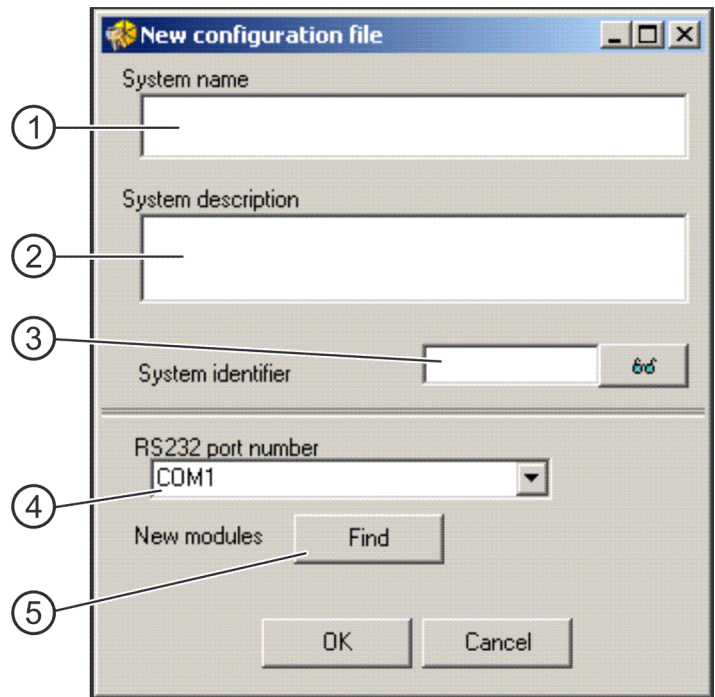 New configuration file
System name
1
System description
2
3
System identifier
RS232 port number
COM1
4
New modules Find
5
OK Cancel